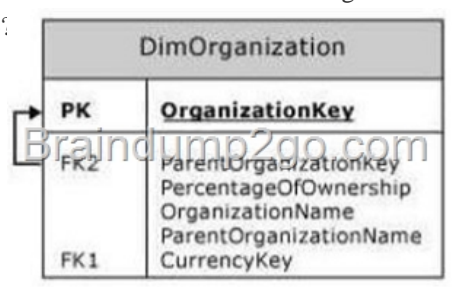 DimOrganization
PK OrganizationKey
Braindump2go.com
FK2 ParentOrganizationKey
PercentageOfOwnership
OrganizationName
ParentOrganizationName
FK1 CurrencyKey